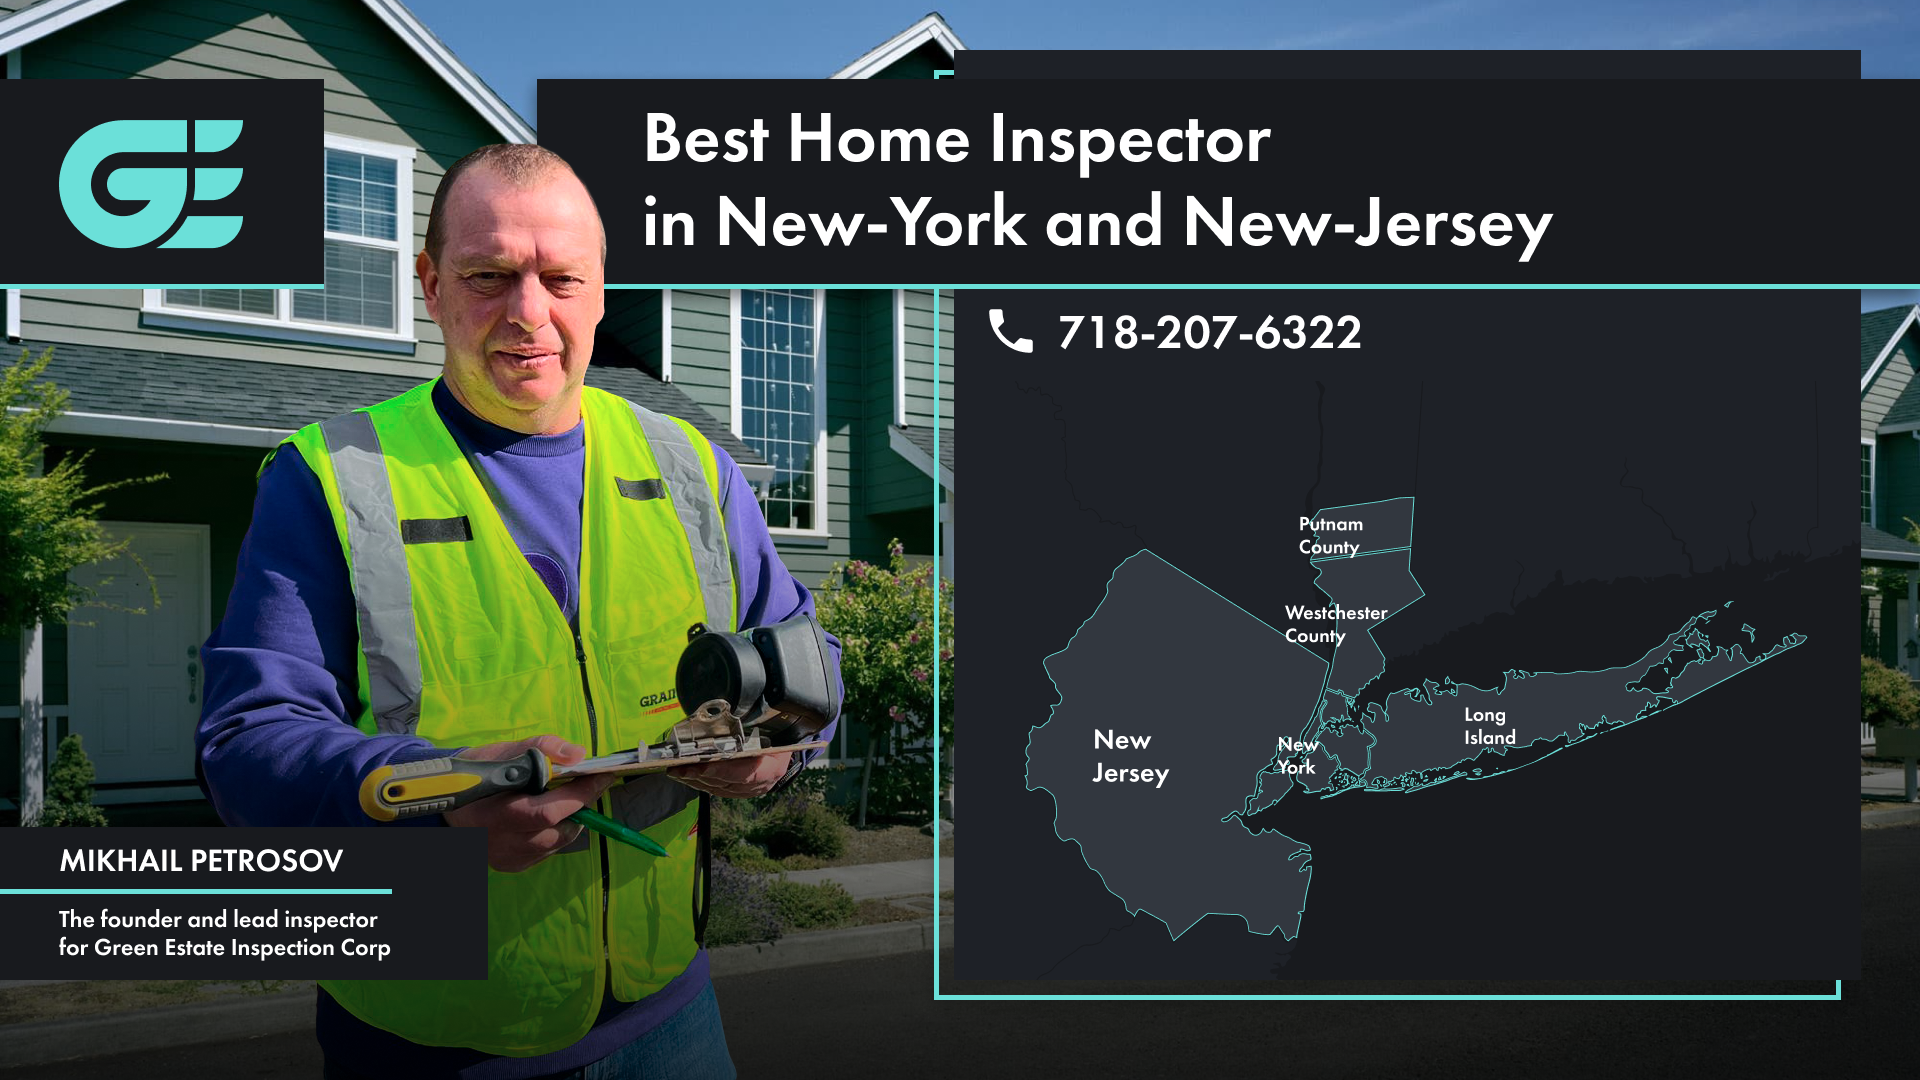 GE
Best Home Inspector
in New-York and New-Jersey
718-207-6322
Putnam
County
Westchester
County
New
Jersey
New
York
Long
Island
MIKHAIL PETROSOV
The founder and lead inspector
for Green Estate Inspection Corp